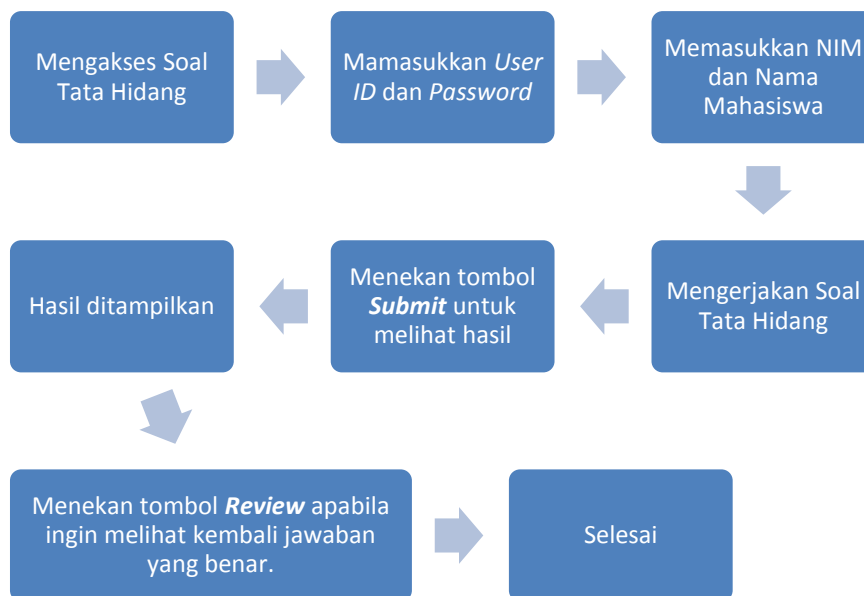 Mengakses Soal
Tata Hidang
Mamasukkan User
ID dan Password
Memasukkan NIM
dan Nama
Mahasiswa
Mengerjakan Soal
Tata Hidang
Menekan tombol
Submit untuk
melihat hasil
Hasil ditampilkan
Menekan tombol Review apabila
ingin melihat kembali jawaban
yang benar.
Selesai